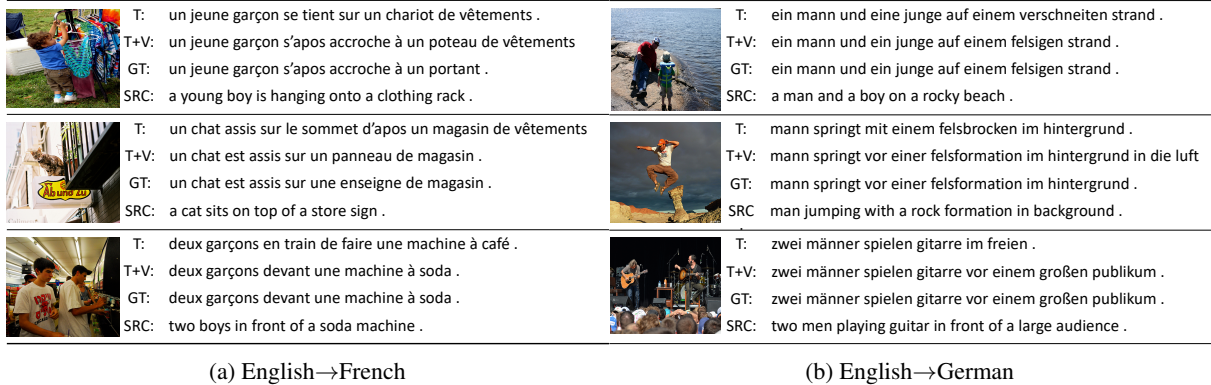 T: un jeune garçon se tient sur un chariot de vêtements .
T+V: un jeune garçon s'apos accroche à un poteau de vêtements
GT: un jeune garçon s'apos accroche à un portant .
SRC: a young boy is hanging onto a clothing rack .
T: un chat assis sur le sommet d'apos un magasin de vêtements
T+V: un chat est assis sur un panneau de magasin .
GT: un chat est assis sur une enseigne de magasin .
SRC: a cat sits on top of a store sign .
Ab und zu
T: deux garçons en train de faire une machine à café .
T+V: deux garçons devant une machine à soda .
GT: deux garçons devant une machine à soda .
SRC: two boys in front of a soda machine .
(a) English→French
T: ein mann und eine junge auf einem verschneiten strand .
T+V: ein mann und ein junge auf einem felsigen strand .
GT: ein mann und ein junge auf einem felsigen strand .
SRC: a man and a boy on a rocky beach .
T: mann springt mit einem felsbrocken im hintergrund .
T+V: mann springt vor einer felsformation im hintergrund in die luft
GT: mann springt vor einer felsformation im hintergrund .
SRC man jumping with a rock formation in background .
T: zwei männer spielen gitarre im freien .
T+V: zwei männer spielen gitarre vor einem großen publikum .
GT: zwei männer spielen gitarre vor einem großen publikum .
SRC: two men playing guitar in front of a large audience .
(b) English→German